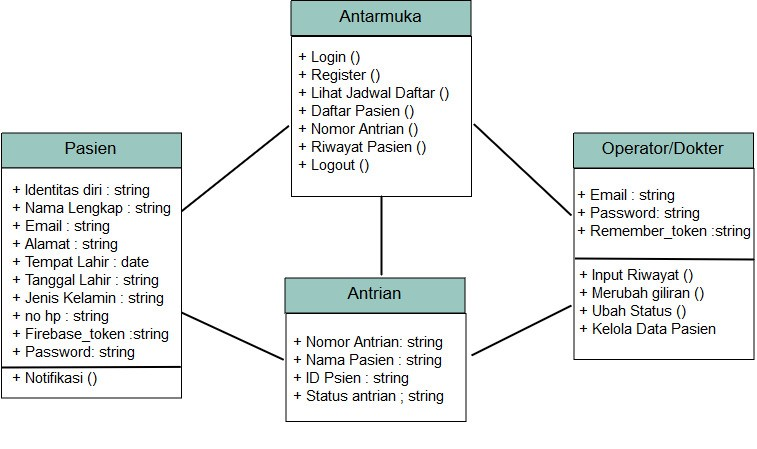 Antarmuka
+ Login ()
+ Register ()
+ Lihat Jadwal Daftar ()
+ Daftar Pasien ()
+ Nomor Antrian ()
+ Riwayat Pasien ()
+ Logout ()
Pasien
+ Identitas diri : string
+ Nama Lengkap : string
+ Email : string
+ Alamat : string
+ Tempat Lahir : date
+ Tanggal Lahir : string
+ Jenis Kelamin : string
+ no hp : string
+ Firebase_token :string
+ Password: string
+ Notifikasi ()
Operator/Dokter
+ Email : string
+ Password: string
+ Remember_token :string
+ Input Riwayat ()
+ Merubah giliran ()
+ Ubah Status ()
+ Kelola Data Pasien
Antrian
+ Nomor Antrian: string
+ Nama Pasien : string
+ ID Psien : string
+ Status antrian ; string